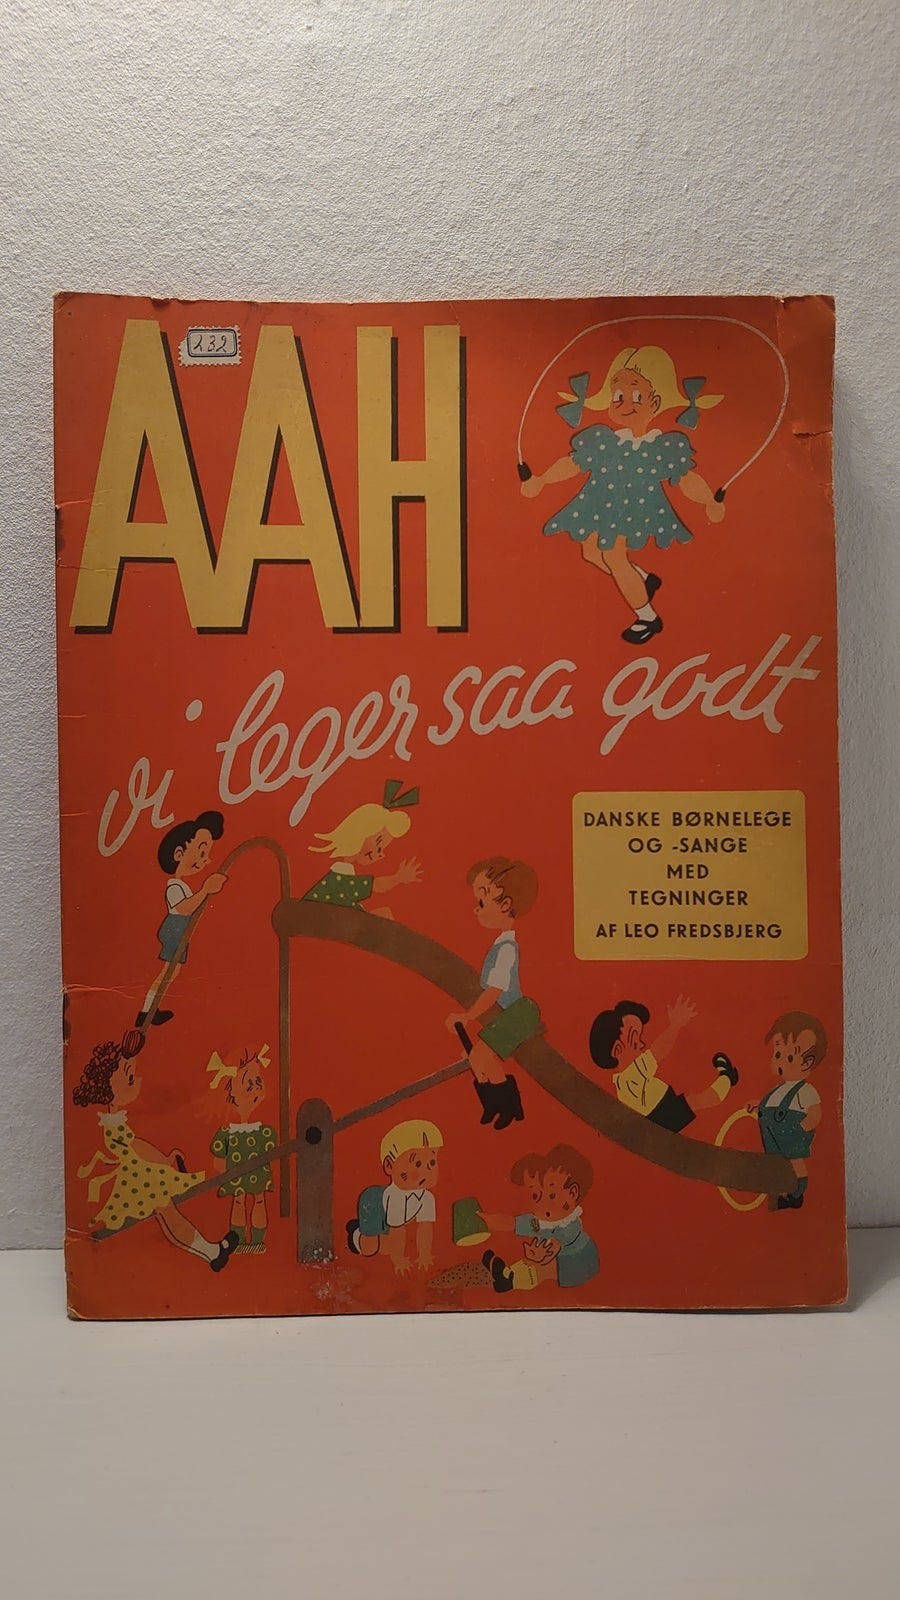 AAH
232
vi leger saa godt
DANSKE BØRNELEGE
OG -SANGE
MED
TEGNINGER
AF LEO FREDSBJERG